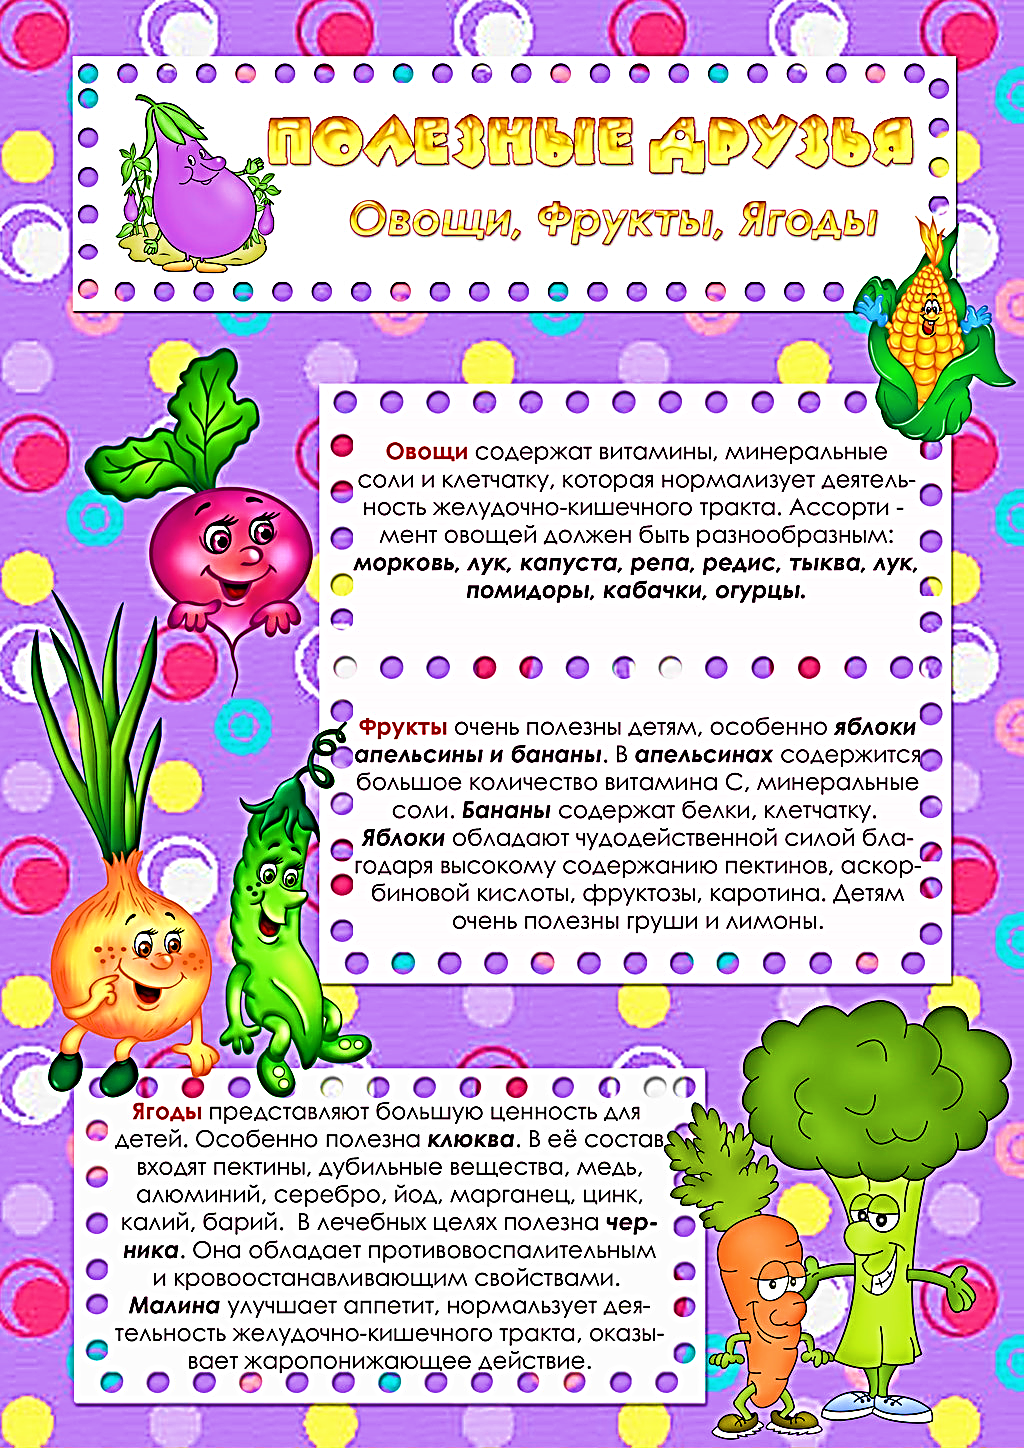 ПОЛЕЗНЫЕ ДРУЗЬЯ
Овощи, Фрукты, Ягоды
Овощи содержат витамины, минеральные
соли и клетчатку, которая нормализует деятель-
ность желудочно-кишечного тракта. Ассорти -
мент овощей должен быть разнообразным:
морковь, лук, капуста, репа, редис, тыква, лук,
помидоры, кабачки, огурцы.
Фрукты очень полезны детям, особенно яблоки
апельсины и бананы. В апельсинах содержится
большое количество витамина С, минеральные
соли. Бананы содержат белки, клетчатку.
Яблоки обладают чудодейственной силой бла-
годаря высокому содержанию пектинов, аскор-
биновой кислоты, фруктозы, каротина. Детям
очень полезны груши и лимоны.
Ягоды представляют большую ценность для
детей. Особенно полезна клюква. В её состав
входят пектины, дубильные вещества, медь,
алюминий, серебро, йод, марганец, цинк,
калий, барий. В лечебных целях полезна чер-
ника. Она обладает противовоспалительным
и кровоостанавливающим свойствами.
Малина улучшает аппетит, нормальзует дея-
тельность желудочно-кишечного тракта, оказы-
вает жаропонижающее действие.